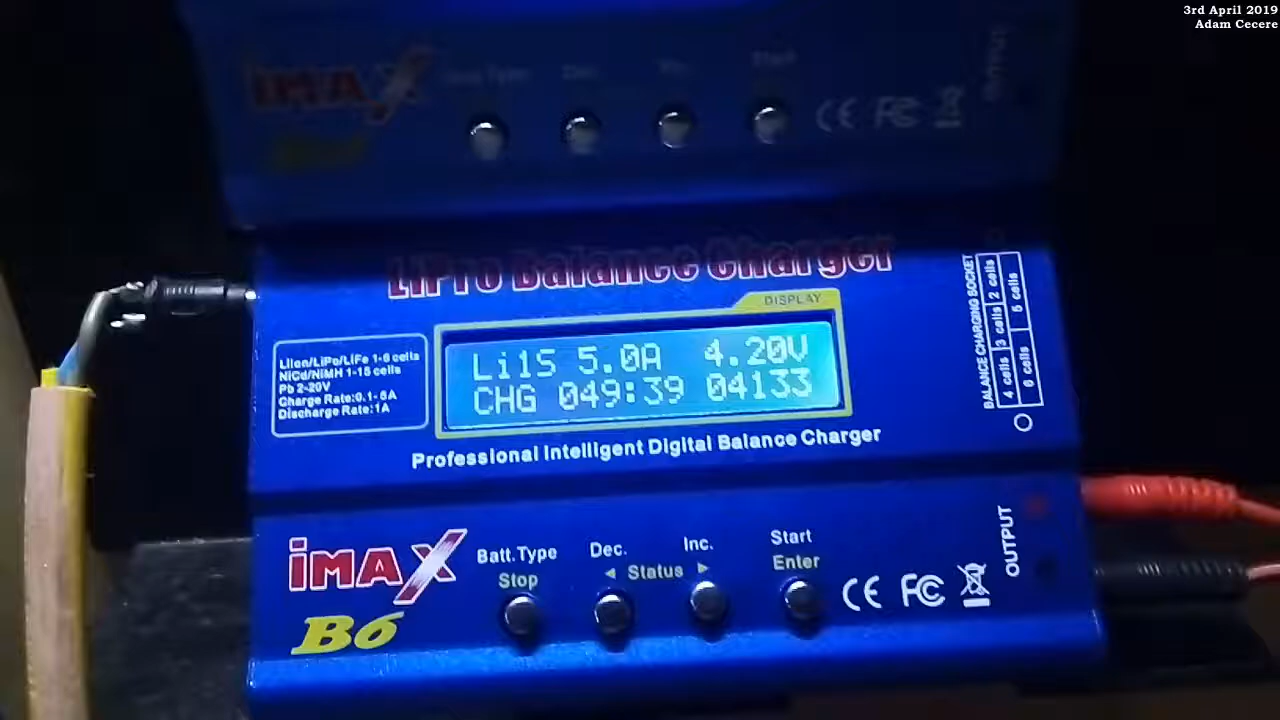 3rd April 2019
Adam Cecere
iMAX
Start
OUTPUT
LiPro Balance Charger
DISPLAY
LiIon/LiPo/LiFe 1-6 cells
NiCd/NiMH 1-15 cells
Pb 2-20V
Charge Rate:0.1-5A
Discharge Rate:1A
Li1S 5.0A 4.20V
CHG 049:39 04133
BALANCE CHARGING SOCKET
2 cells
3 cells
4 cells
5 cells
6 cells
Professional Intelligent Digital Balance Charger
iMAX
B6
Batt.Type
Stop
Dec.
Inc.
◄ Status ►
Start
Enter
CE FC
OUTPUT